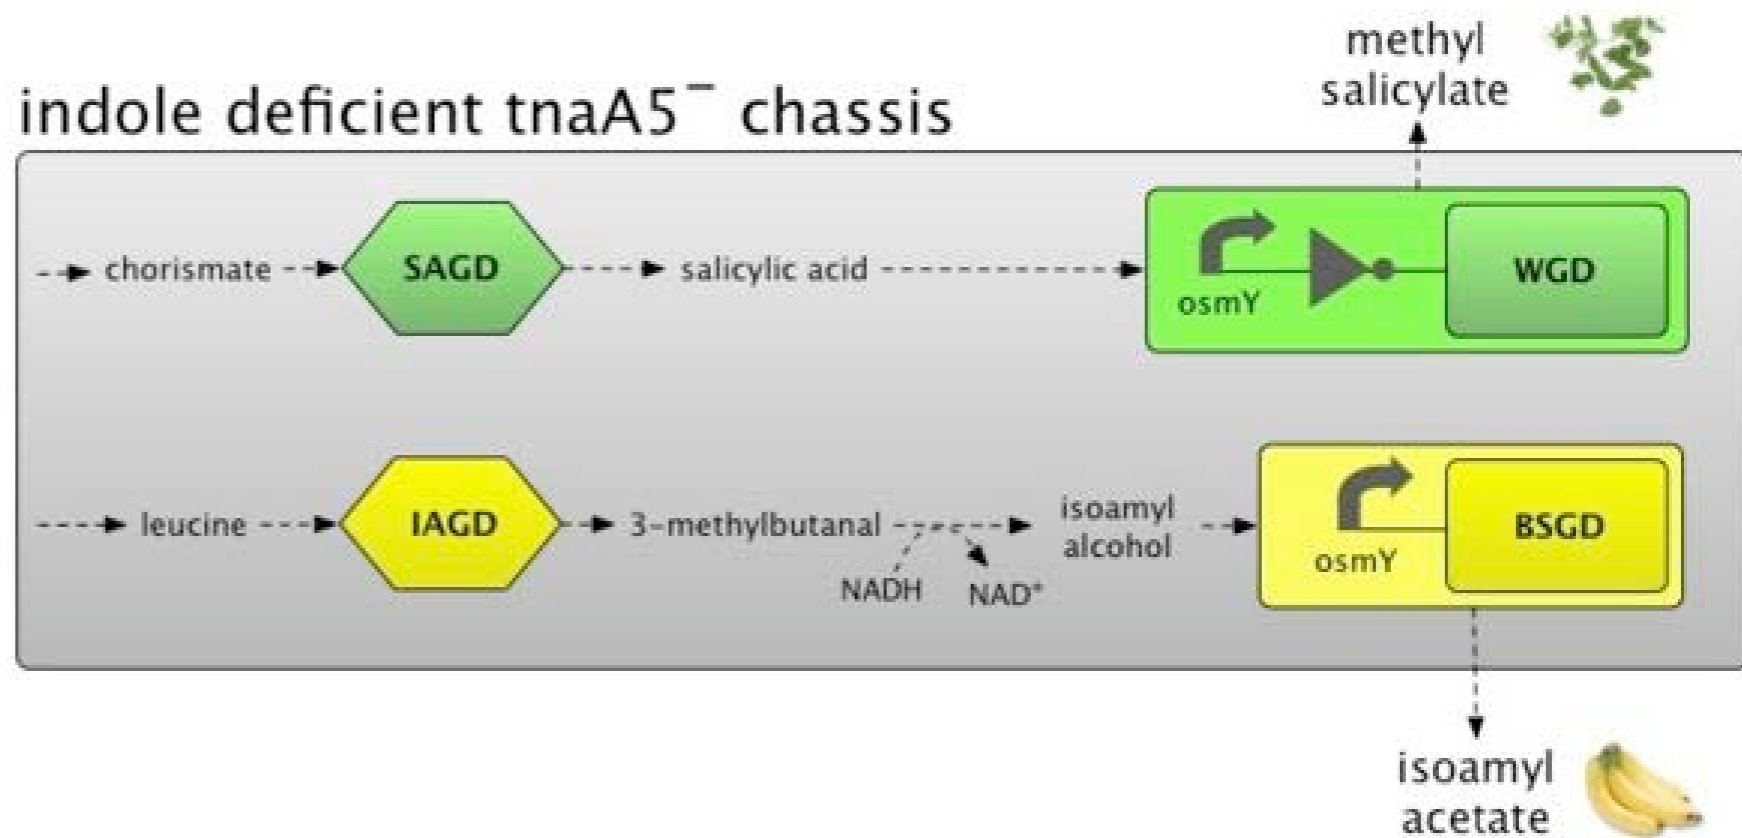 methyl
salicylate
indole deficient tnaA5⁻ chassis
chorismate
SAGD
salicylic acid
osmY
WGD
leucine
IAGD
3-methylbutanal
NADH
NAD⁺
isoamyl
alcohol
osmY
BSGD
isoamyl
acetate